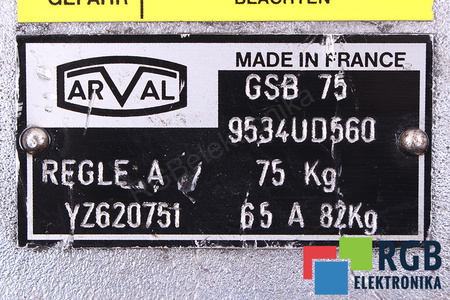 GEFAHR BEACHTEN
ARVAL MADE IN FRANCE
GSB 75
9534UD560
REGLE A / 75 Kg
YZ620751 65 A 82Kg
RGB
ELEKTRONIKA